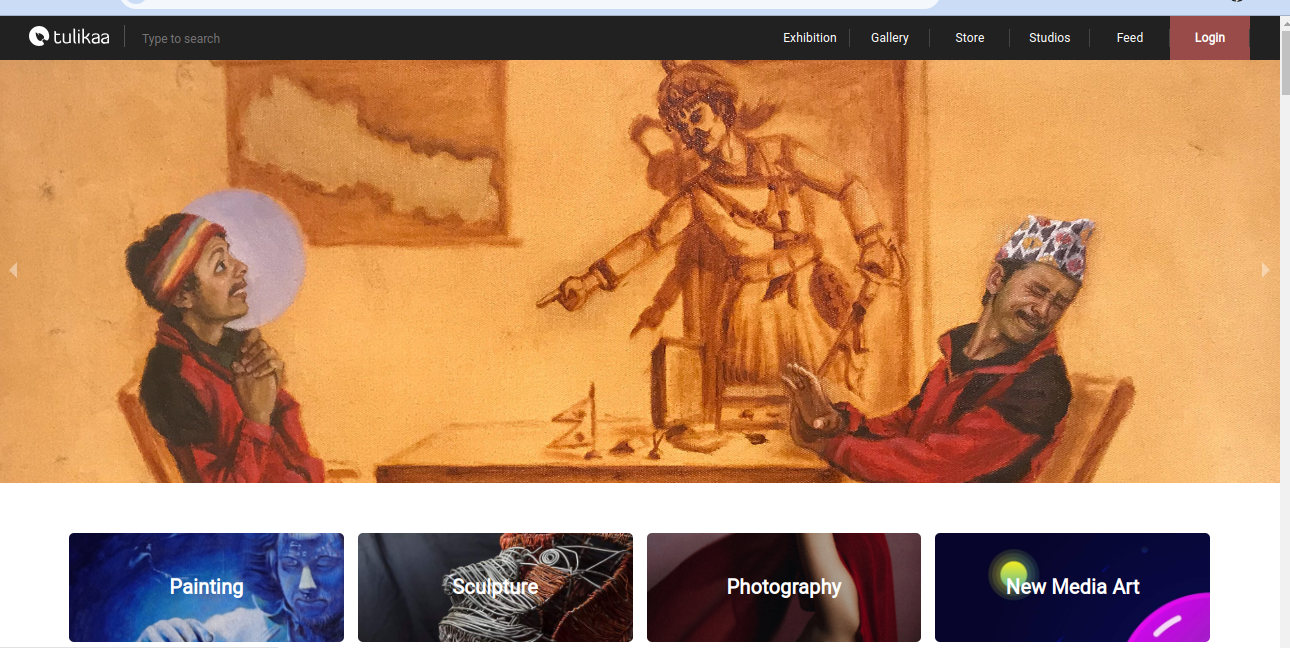 tulikaa
Type to search
Exhibition
Gallery
Store
Studios
Feed
Login
Painting
Sculpture
Photography
New Media Art